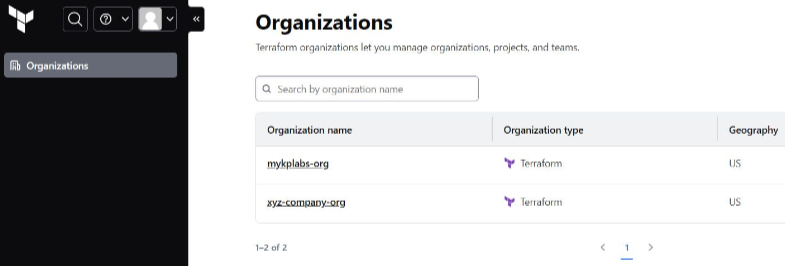 Organizations
Organizations
Terraform organizations let you manage organizations, projects, and teams.
Search by organization name
Organization name Organization type Geography
mykplabs-org Terraform US
xyz-company-org Terraform US
1–2 of 2 1